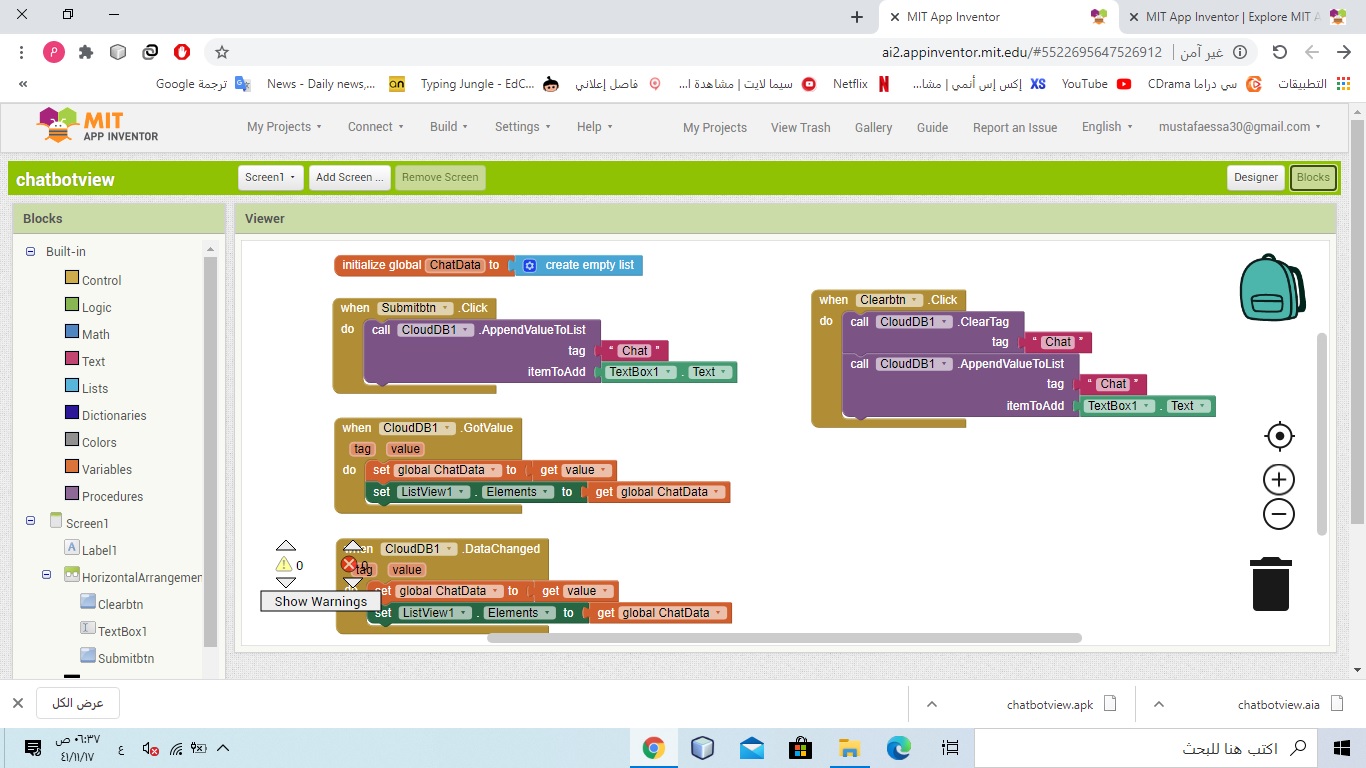 MIT App Inventor
MIT App Inventor | Explore MIT A
ai2.appinventor.mit.edu/#5522695647526912
غير آمن
التطبيقات
سي دراما CDrama
YouTube
إكس إس أنمي | مشا...
Netflix
سيما لايت | مشاهدة ا...
فاصل إعلاني
Typing Jungle - EdC...
News - Daily news,...
ترجمة Google
MIT
APP INVENTOR
My Projects
Connect
Build
Settings
Help
My Projects
View Trash
Gallery
Guide
Report an Issue
English
mustafaessa30@gmail.com
chatbotview
Screen1
Add Screen ...
Remove Screen
Designer
Blocks
Blocks
Viewer
Built-in
Control
Logic
Math
Text
Lists
Dictionaries
Colors
Variables
Procedures
Screen1
Label1
HorizontalArrangemen
Clearbtn
TextBox1
Submitbtn
initialize global ChatData to create empty list
when Submitbtn .Click
do call CloudDB1 .AppendValueToList
tag " Chat "
itemToAdd TextBox1 . Text
when CloudDB1 .GotValue
tag value
do set global ChatData to get value
set ListView1 . Elements to get global ChatData
when CloudDB1 .DataChanged
tag value
do set global ChatData to get value
set ListView1 . Elements to get global ChatData
when Clearbtn .Click
do call CloudDB1 .ClearTag
tag " Chat "
call CloudDB1 .AppendValueToList
tag " Chat "
itemToAdd TextBox1 . Text
0
0
Show Warnings
عرض الكل
chatbotview.apk
chatbotview.aia
اكتب هنا للبحث
ع
٠٦:٣٧ ص
٤١/١١/١٧